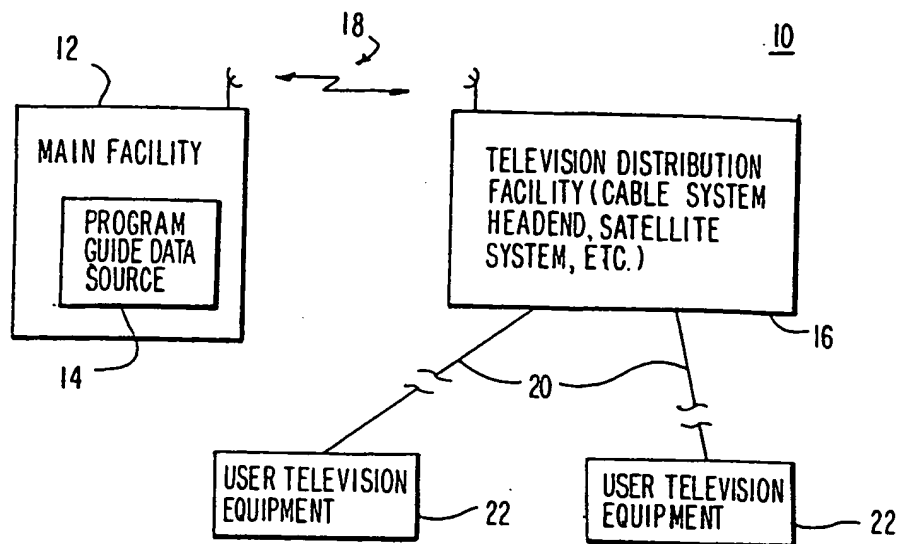 18
10
12
MAIN FACILITY
PROGRAM
GUIDE DATA
SOURCE
14
TELEVISION DISTRIBUTION
FACILITY (CABLE SYSTEM
HEADEND, SATELLITE
SYSTEM, ETC.)
16
20
USER TELEVISION
EQUIPMENT
22
USER TELEVISION
EQUIPMENT
22